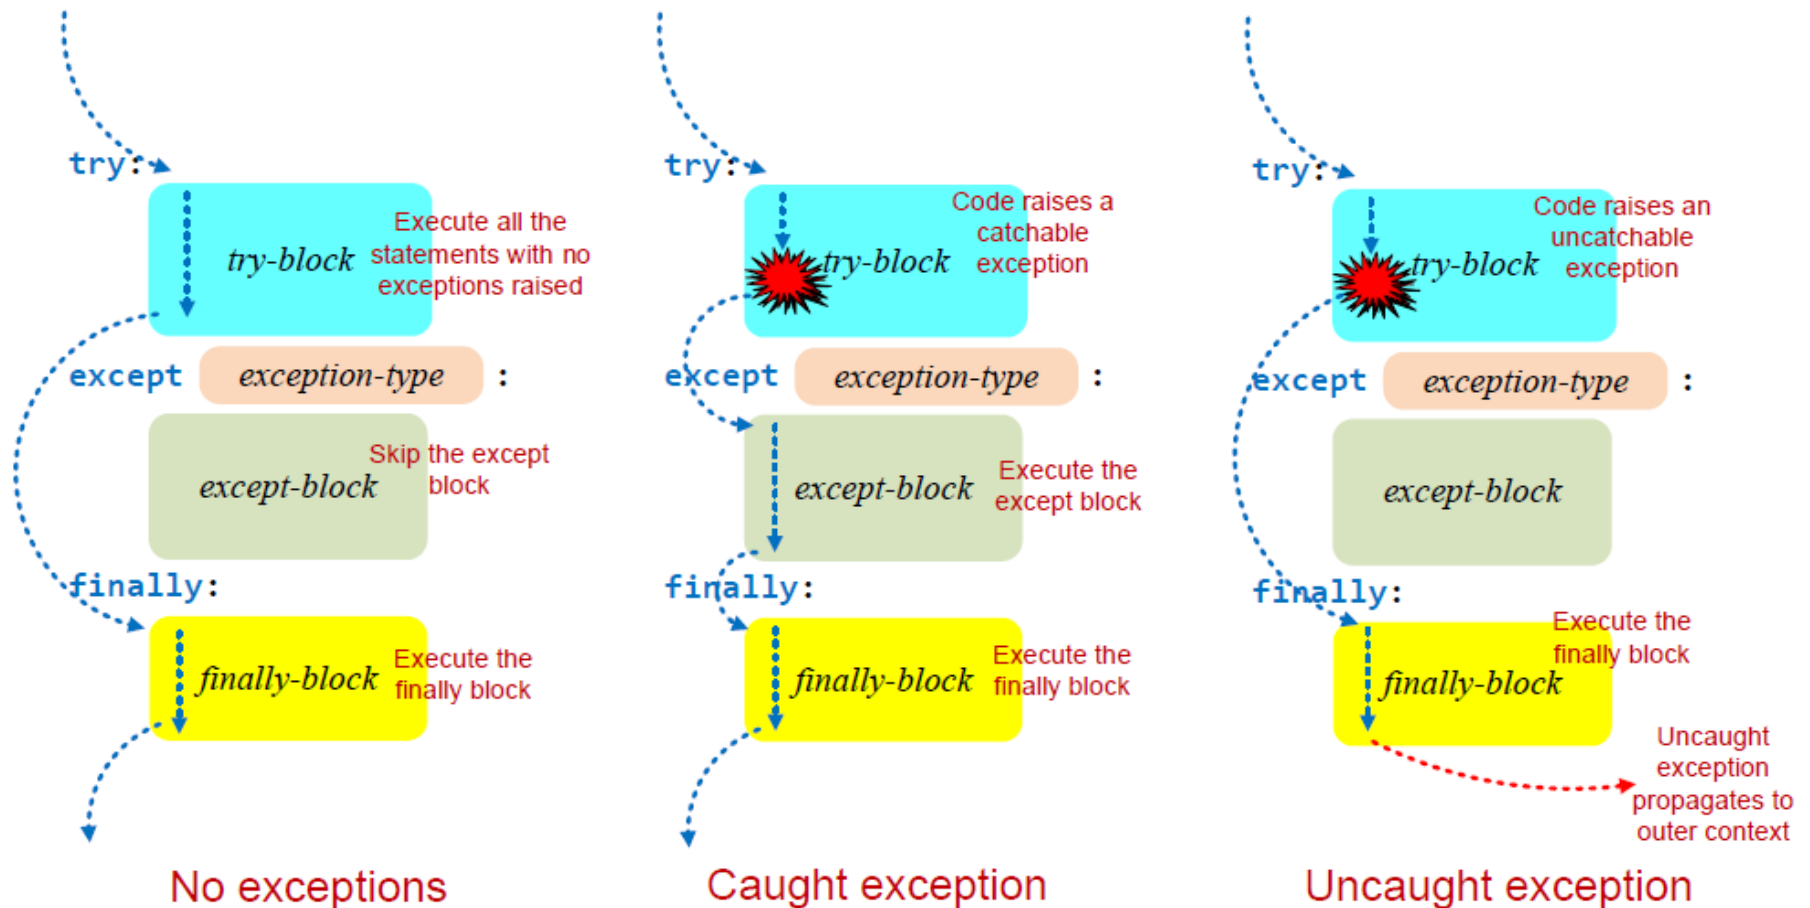 try:
Execute all the
statements with no
exceptions raised
try-block
except exception-type :
Skip the except
block
except-block
finally:
Execute the
finally block
finally-block
No exceptions
try:
Code raises a
catchable
exception
try-block
except exception-type :
Execute the
except block
except-block
finally:
Execute the
finally block
finally-block
Caught exception
try:
Code raises an
uncatchable
exception
try-block
except exception-type :
except-block
finally:
Execute the
finally block
finally-block
Uncaught
exception
propagates to
outer context
Uncaught exception